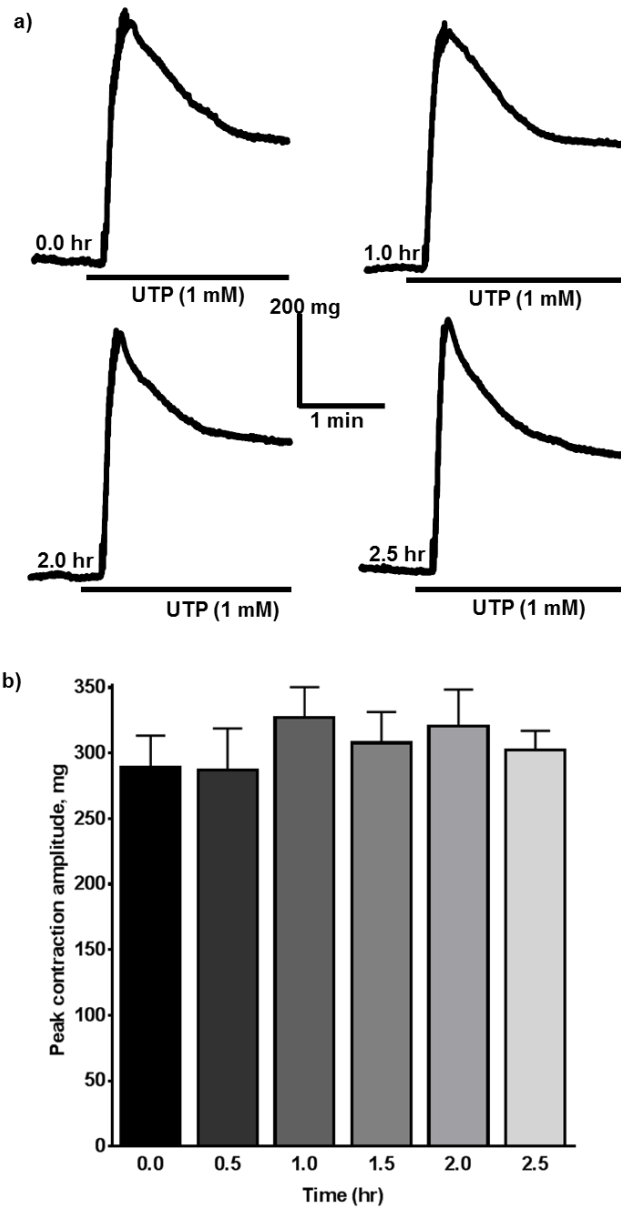 a)
0.0 hr
1.0 hr
UTP (1 mM)
UTP (1 mM)
200 mg
1 min
2.0 hr
2.5 hr
UTP (1 mM)
UTP (1 mM)
b)
Peak contraction amplitude, mg
350
300
250
200
150
100
50
0
0.0 0.5 1.0 1.5 2.0 2.5
Time (hr)